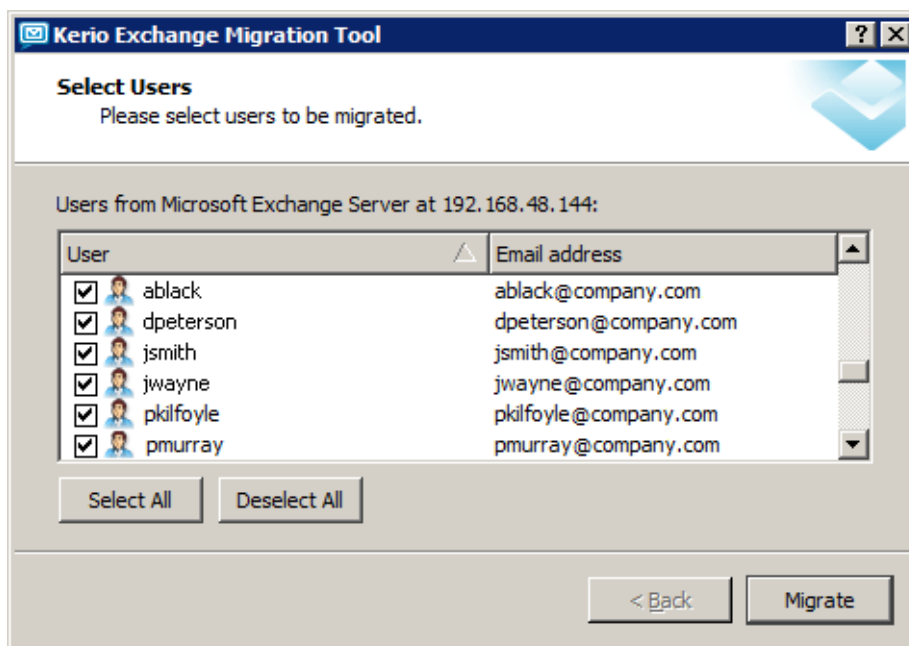 Kerio Exchange Migration Tool
Select Users
Please select users to be migrated.
Users from Microsoft Exchange Server at 192.168.48.144:
User Email address
ablack ablack@company.com
dpeterson dpeterson@company.com
jsmith jsmith@company.com
jwayne jwayne@company.com
pkilfoyle pkilfoyle@company.com
pmurray pmurray@company.com
Select All Deselect All
< Back Migrate